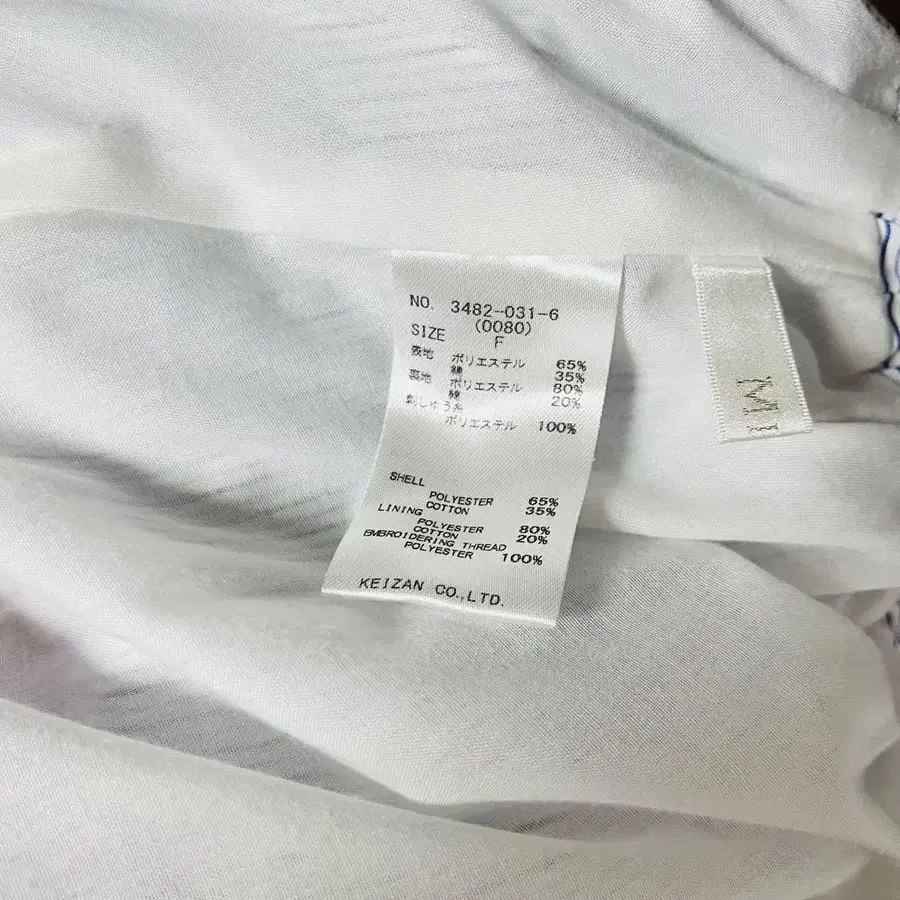 NO. 3482-031-6
(0080)
SIZE F
表地 ポリエステル 65%
綿 35%
裏地 ポリエステル 80%
綿 20%
刺しゅう糸
ポリエステル 100%
SHELL
POLYESTER 65%
COTTON 35%
LINING
POLYESTER 80%
COTTON 20%
EMBROIDERING THREAD
POLYESTER 100%
KEIZAN CO.,LTD.
M